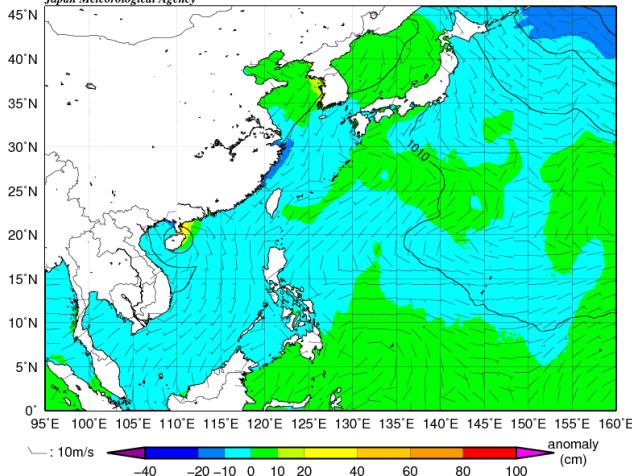 Japan Meteorological Agency
40˚N
35˚N
30˚N
25˚N
20˚N
15˚N
10˚N
5˚N
0˚
1010
95˚E 100˚E 105˚E 110˚E 115˚E 120˚E 125˚E 130˚E 135˚E 140˚E 145˚E 150˚E 155˚E 160˚E
: 10m/s
−40 −20 −10 0 10 20 40 60 80 100
anomaly
(cm)